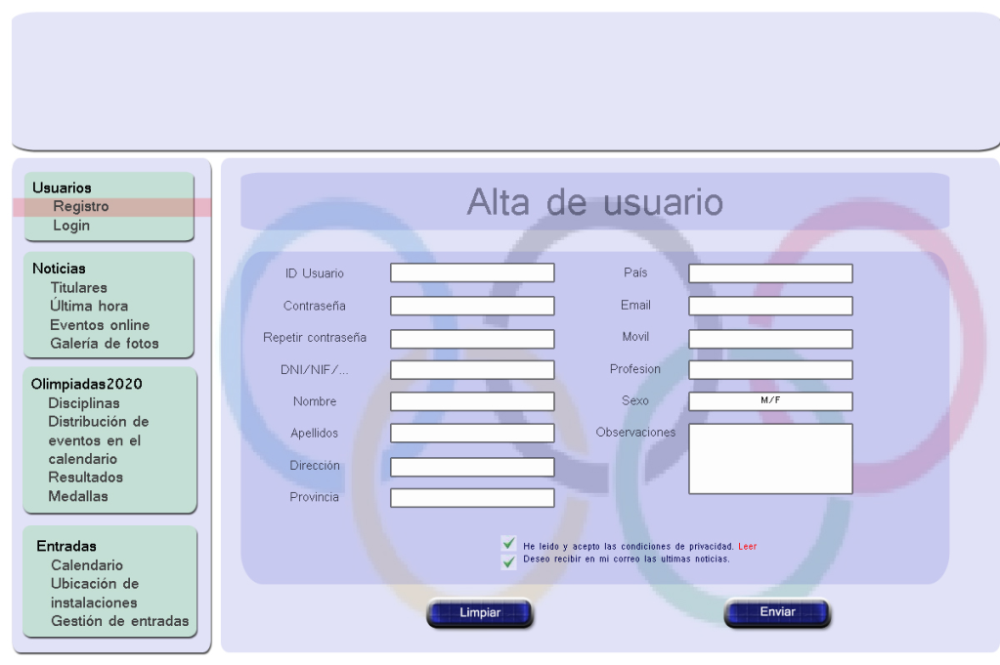 Usuarios
Registro
Login
Noticias
Titulares
Última hora
Eventos online
Galería de fotos
Olimpiadas2020
Disciplinas
Distribución de
eventos en el
calendario
Resultados
Medallas
Entradas
Calendario
Ubicación de
instalaciones
Gestión de entradas
Alta de usuario
ID Usuario
Contraseña
Repetir contraseña
DNI/NIF/...
Nombre
Apellidos
Dirección
Provincia
País
Email
Movil
Profesion
Sexo M/F
Observaciones
He leido y acepto las condiciones de privacidad. Leer
Deseo recibir en mi correo las ultimas noticias.
Limpiar
Enviar